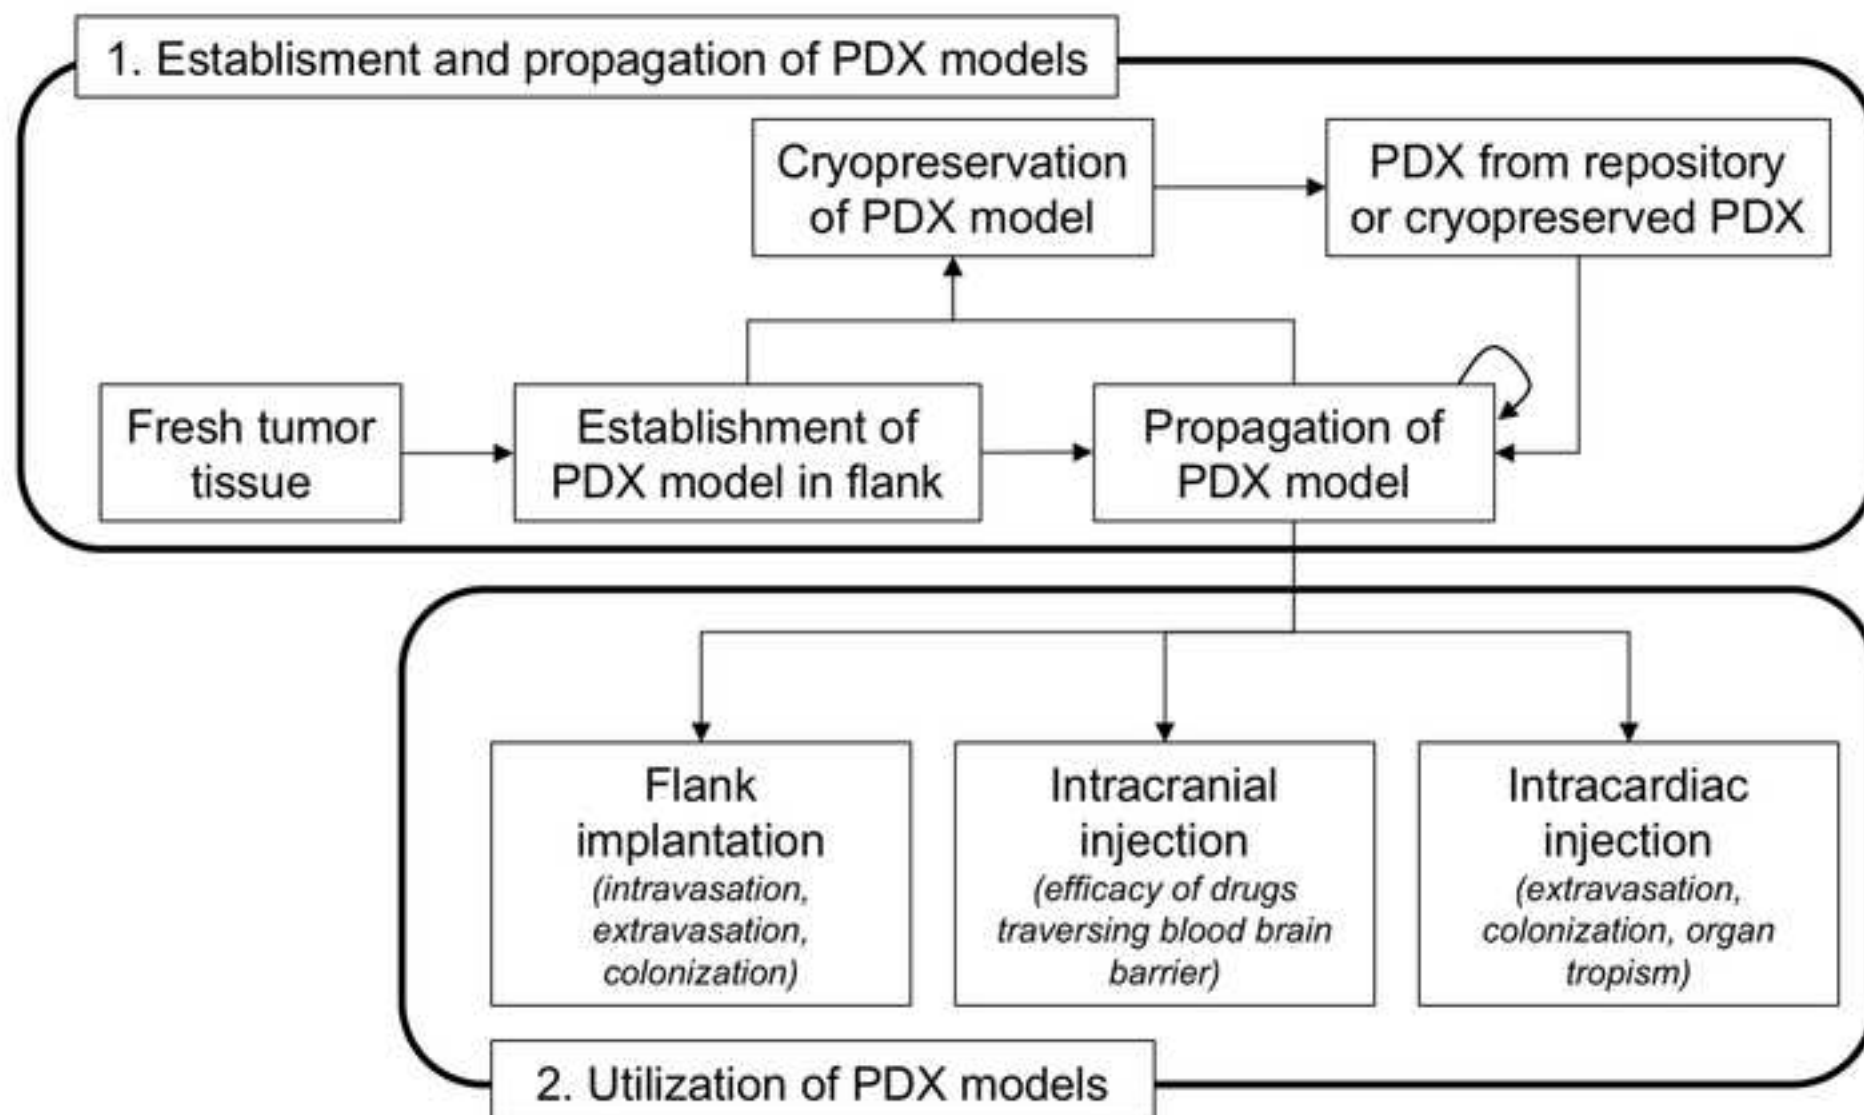 1. Establisment and propagation of PDX models
Cryopreservation
of PDX model
PDX from repository
or cryopreserved PDX
Fresh tumor
tissue
Establishment of
PDX model in flank
Propagation of
PDX model
Flank
implantation
(intravasation,
extravasation,
colonization)
Intracranial
injection
(efficacy of drugs
traversing blood brain
barrier)
Intracardiac
injection
(extravasation,
colonization, organ
tropism)
2. Utilization of PDX models